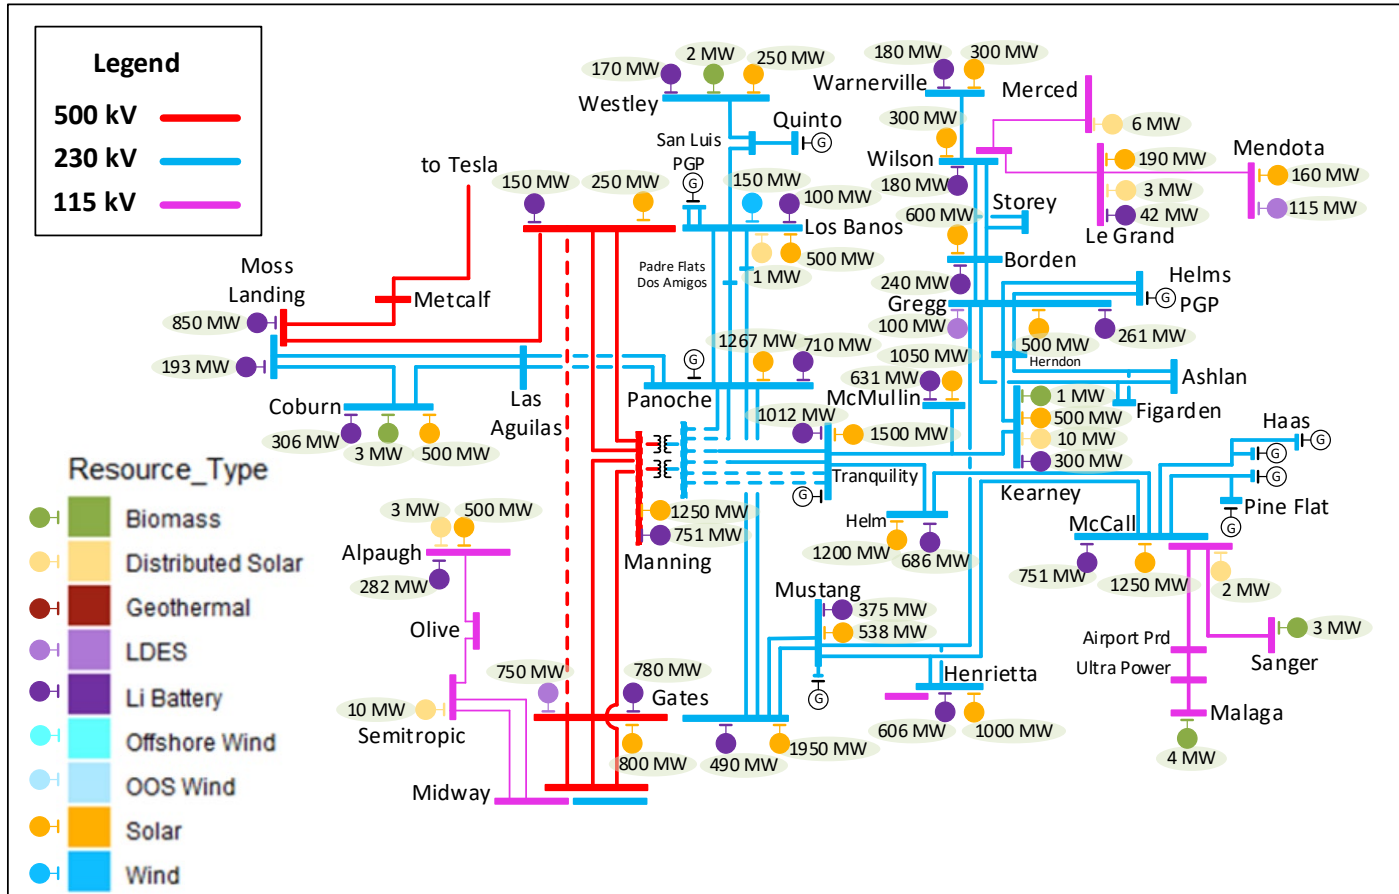 Legend
500 kV
230 kV
115 kV
170 MW
2 MW
250 MW
Westley
180 MW
300 MW
Warnerville
Merced
6 MW
San Luis
Quinto
G
300 MW
Wilson
180 MW
190 MW
3 MW
42 MW
Le Grand
Mendota
160 MW
115 MW
to Tesla
150 MW
250 MW
PGP
G
150 MW
100 MW
Los Banos
500 MW
1 MW
Padre Flats
Dos Amigos
600 MW
Storey
Borden
240 MW
Gregg
100 MW
500 MW
261 MW
Helms
G
PGP
Herndon
Moss
Landing
Metcalf
850 MW
193 MW
Coburn
306 MW
3 MW
500 MW
Las
Aguilas
G
1267 MW
710 MW
Panoche
1050 MW
631 MW
McMullin
1012 MW
1500 MW
Tranquility
G
Ashlan
Figarden
1 MW
500 MW
10 MW
300 MW
Kearney
Haas
G
G
G
Pine Flat
G
1250 MW
751 MW
Manning
Helm
1200 MW
686 MW
McCall
751 MW
1250 MW
2 MW
3 MW
Sanger
Airport Prd
Ultra Power
Malaga
4 MW
3 MW
500 MW
Alpaugh
282 MW
Olive
10 MW
Semitropic
Midway
750 MW
780 MW
Gates
800 MW
490 MW
1950 MW
Mustang
375 MW
538 MW
G
Henrietta
606 MW
1000 MW
Resource_Type
Biomass
Distributed Solar
Geothermal
LDES
Li Battery
Offshore Wind
OOS Wind
Solar
Wind